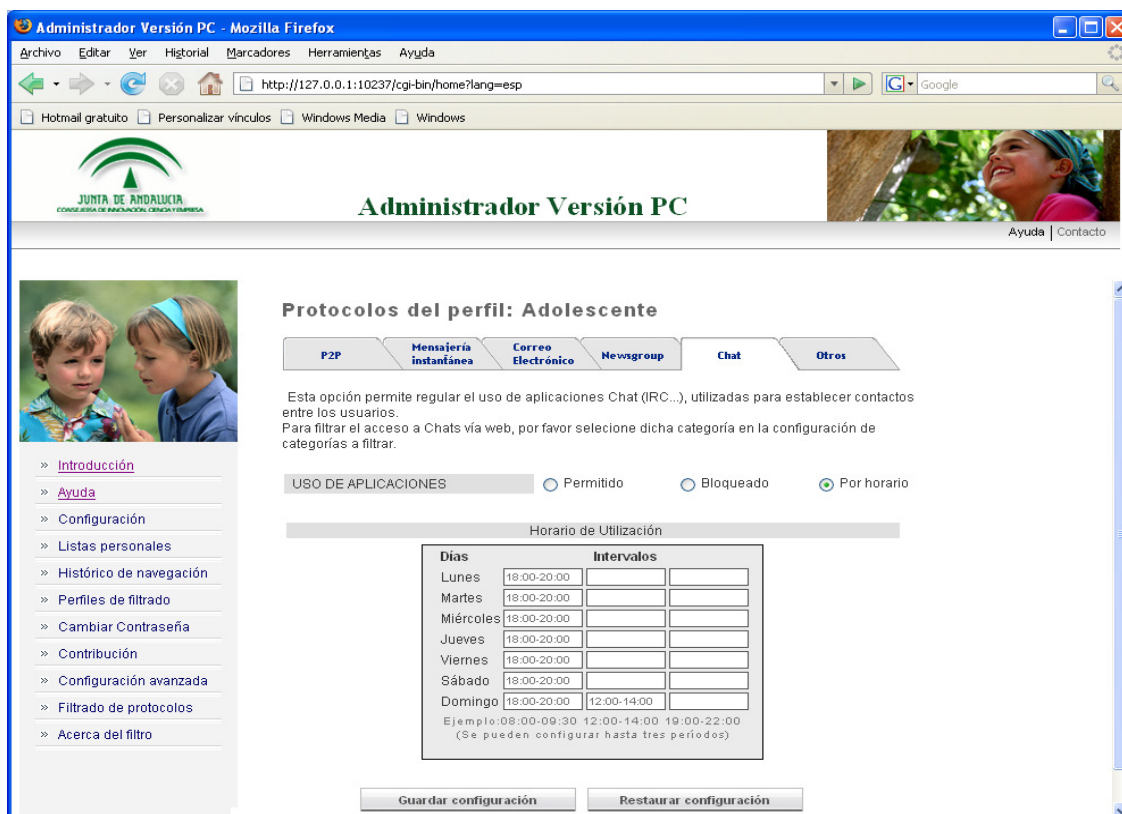 Administrador Versión PC - Mozilla Firefox
Archivo Editar Ver Historial Marcadores Herramientas Ayuda
http://127.0.0.1:10237/cgi-bin/home?lang=esp
G Google
Hotmail gratuito Personalizar vínculos Windows Media Windows
JUNTA DE ANDALUCIA
CONSEJERÍA DE INNOVACIÓN, CIENCIA Y EMPRESA
Administrador Versión PC
Ayuda | Contacto
Protocolos del perfil: Adolescente
P2P Mensajería instantánea Correo Electrónico Newsgroup Chat Otros
Esta opción permite regular el uso de aplicaciones Chat (IRC...), utilizadas para establecer contactos
entre los usuarios.
Para filtrar el acceso a Chats vía web, por favor selecione dicha categoría en la configuración de
categorías a filtrar.
» Introducción
» Ayuda
» Configuración
» Listas personales
» Histórico de navegación
» Perfiles de filtrado
» Cambiar Contraseña
» Contribución
» Configuración avanzada
» Filtrado de protocolos
» Acerca del filtro
USO DE APLICACIONES Permitido Bloqueado Por horario
Horario de Utilización
Días Intervalos
Lunes 18:00-20:00
Martes 18:00-20:00
Miércoles 18:00-20:00
Jueves 18:00-20:00
Viernes 18:00-20:00
Sábado 18:00-20:00
Domingo 18:00-20:00 12:00-14:00
Ejemplo:08:00-09:30 12:00-14:00 19:00-22:00
(Se pueden configurar hasta tres períodos)
Guardar configuración Restaurar configuración